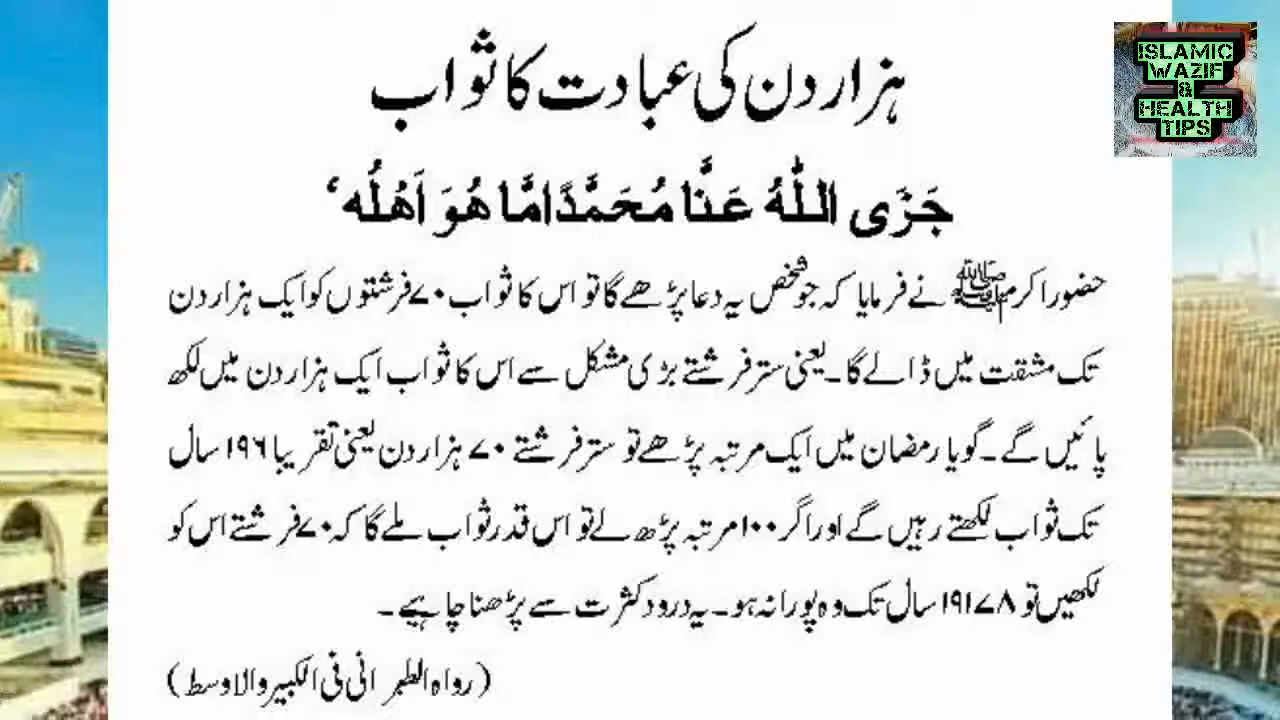 ہزار دن کی عبادت کا ثواب
جَزَی اللّٰہُ عَنَّا مُحَمَّدًا مَّا ھُوَ اَھْلُہ،
حضور اکرم ﷺ نے فرمایا کہ جو شخص یہ دعا پڑھے گا تو اس کا ثواب ۷۰ فرشتوں کو ایک ہزار دن
تک مشقت میں ڈالے گا۔ یعنی ستر فرشتے بڑی مشکل سے اس کا ثواب ایک ہزار دن میں لکھ
پائیں گے۔ گویا رمضان میں ایک مرتبہ پڑھے تو ستر فرشتے ۷۰ ہزار دن یعنی تقریبا ۱۹۶ سال
تک ثواب لکھتے رہیں گے اور اگر ۱۰۰ مرتبہ پڑھ لے تو اس قدر ثواب ملے گا کہ ۷۰ فرشتے اس کو
لکھیں تو ۱۹۱۷۸ سال تک وہ پورا نہ ہو۔ یہ درود کثرت سے پڑھنا چاہیے۔
(رواہ الطبرانی فی الکبیر والاوسط)
ISLAMIC
WAZIF
&
HEALTH
TIPS